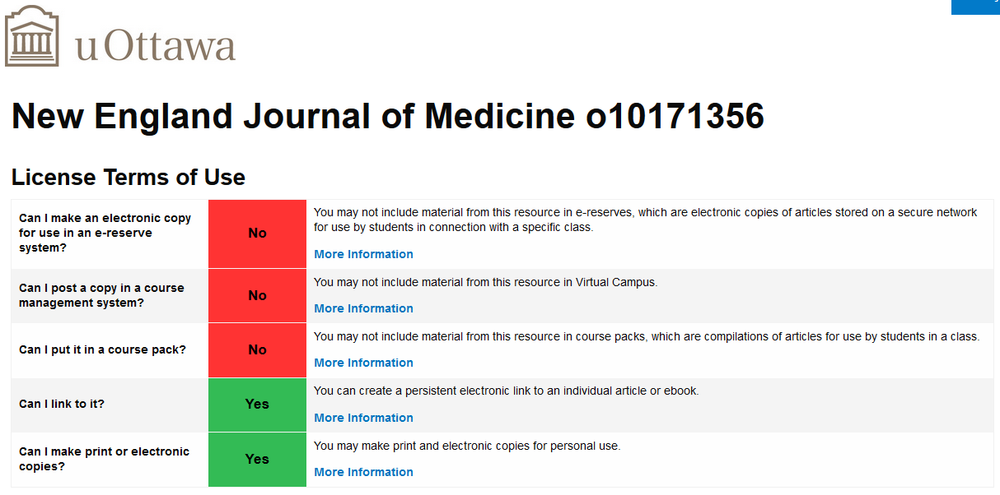 uOttawa
New England Journal of Medicine o10171356
License Terms of Use
Can I make an electronic copy
for use in an e-reserve
system?
No
You may not include material from this resource in e-reserves, which are electronic copies of articles stored on a secure network
for use by students in connection with a specific class.
More Information
Can I post a copy in a course
management system?
No
You may not include material from this resource in Virtual Campus.
More Information
Can I put it in a course pack?
No
You may not include material from this resource in course packs, which are compilations of articles for use by students in a class.
More Information
Can I link to it?
Yes
You can create a persistent electronic link to an individual article or ebook.
More Information
Can I make print or electronic
copies?
Yes
You may make print and electronic copies for personal use.
More Information